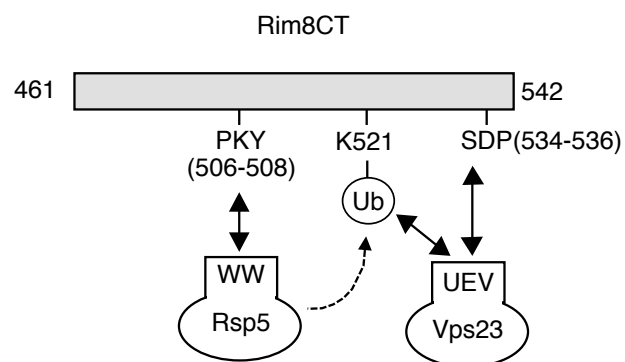 Rim8CT
461
542
PKY
(506-508)
K521
SDP(534-536)
Ub
WW
Rsp5
UEV
Vps23